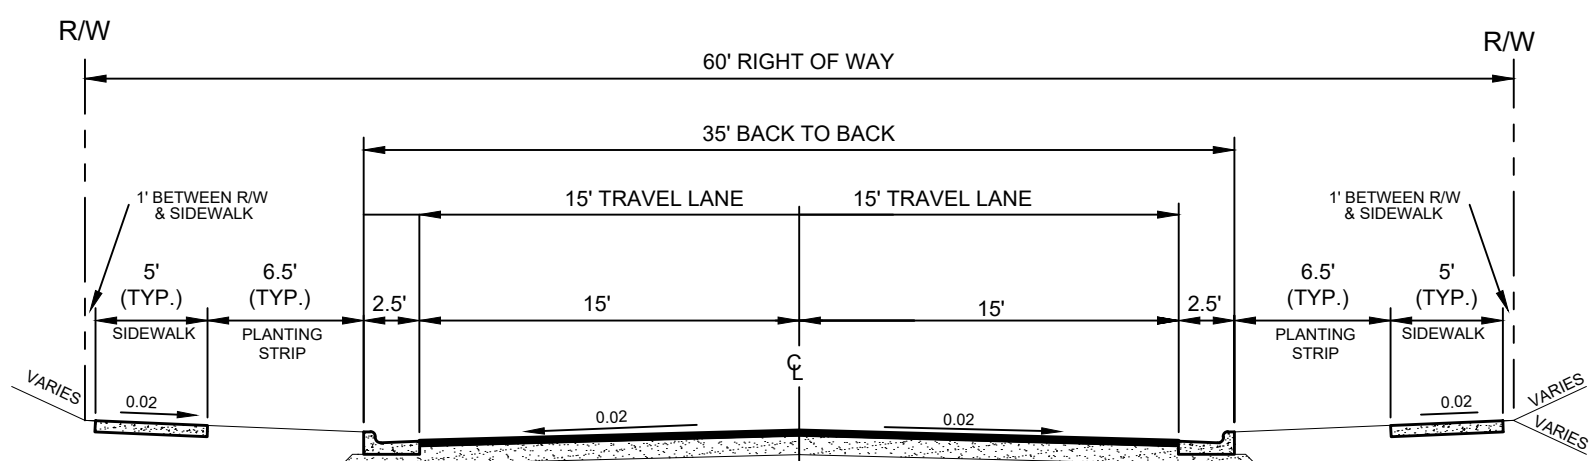 R/W
R/W
60' RIGHT OF WAY
35' BACK TO BACK
1' BETWEEN R/W
& SIDEWALK
15' TRAVEL LANE
15' TRAVEL LANE
1' BETWEEN R/W
& SIDEWALK
5'
(TYP.)
SIDEWALK
6.5'
(TYP.)
PLANTING
STRIP
2.5'
15'
15'
2.5'
6.5'
(TYP.)
PLANTING
STRIP
5'
(TYP.)
SIDEWALK
CL
VARIES
0.02
0.02
0.02
0.02
VARIES
VARIES